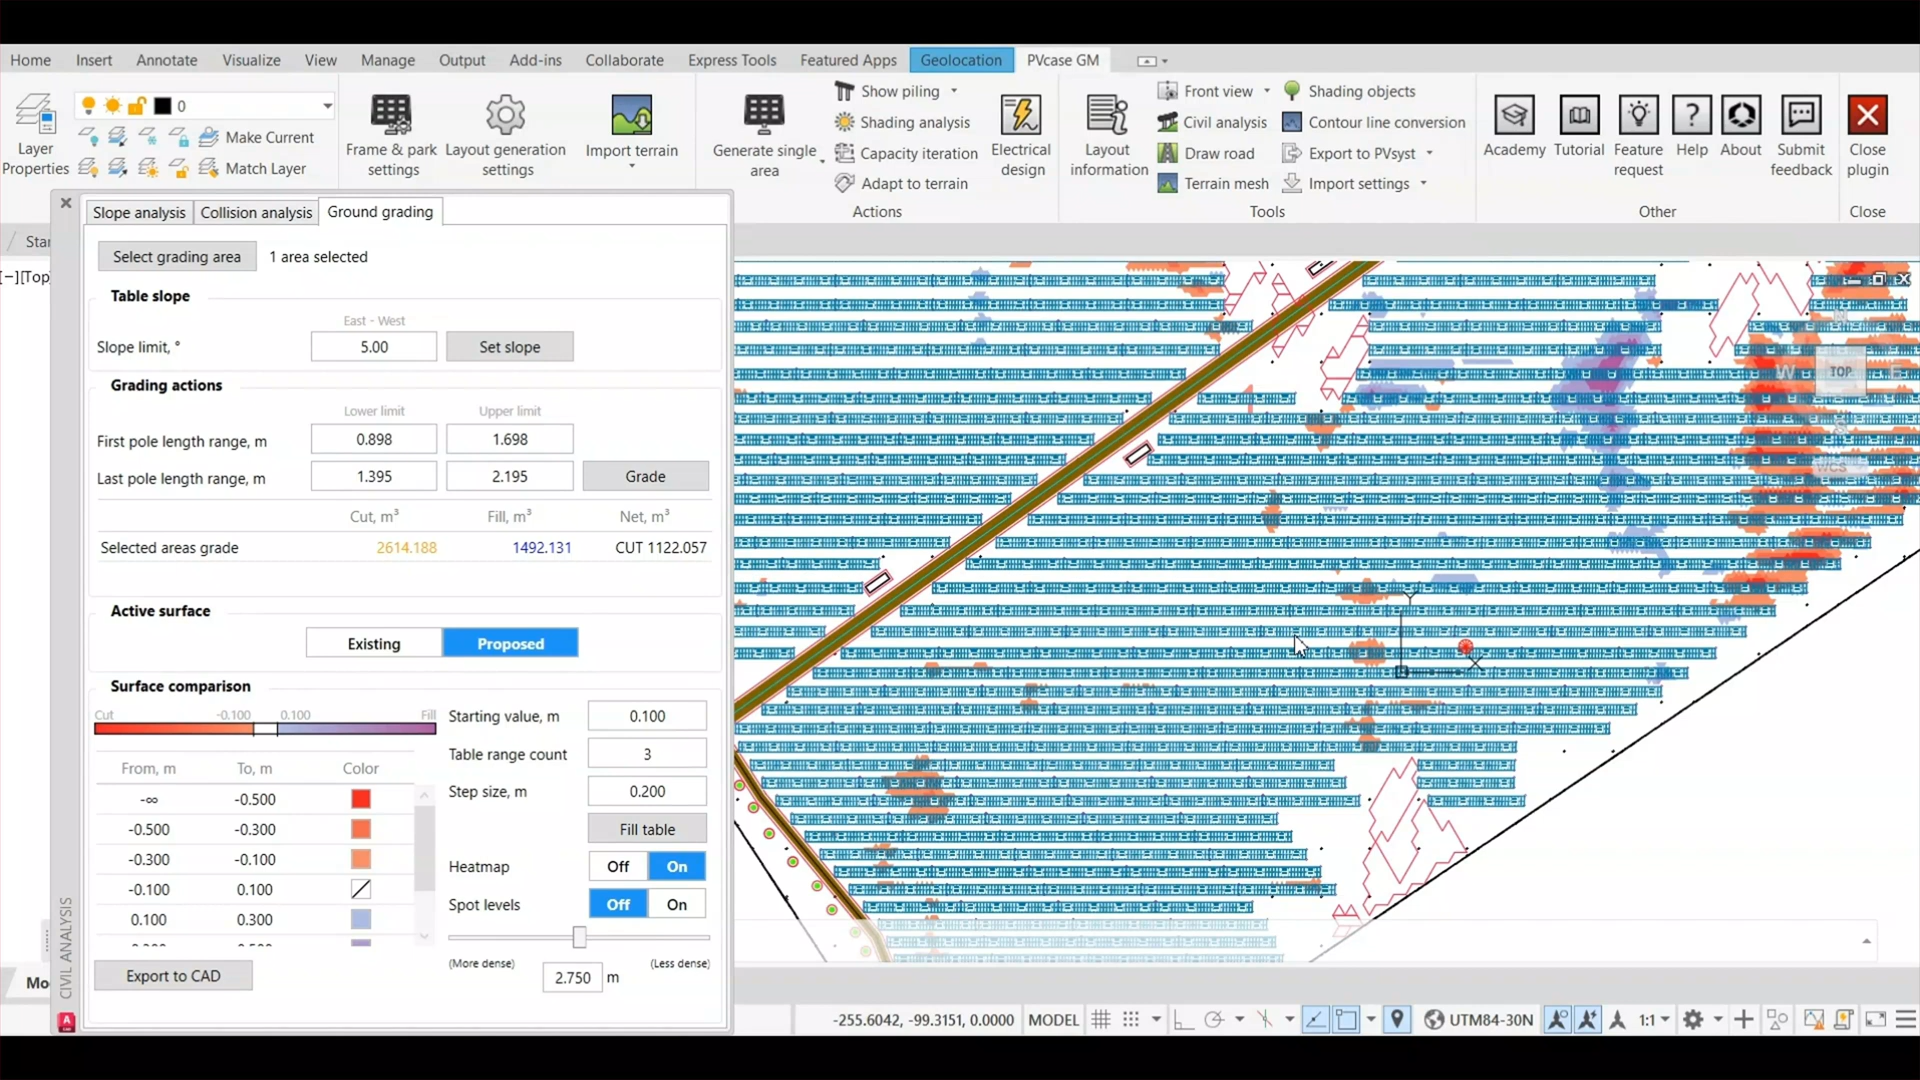 Home Insert Annotate Visualize View Manage Output Add-ins Collaborate Express Tools Featured Apps Geolocation PVcase GM
Layer Properties
0
Make Current
Match Layer
Frame & park settings
Layout generation settings
Import terrain
Generate single area
Show piling
Shading analysis
Capacity iteration
Adapt to terrain
Electrical design
Actions
Layout information
Front view
Civil analysis
Draw road
Terrain mesh
Shading objects
Contour line conversion
Export to PVsyst
Import settings
Tools
Academy
Tutorial
Feature request
Help
About
Submit feedback
Other
Close plugin
Close
Star
[−][Top]
Slope analysis Collision analysis Ground grading
Select grading area 1 area selected
Table slope
East - West
Slope limit, ° 5.00 Set slope
Grading actions
Lower limit Upper limit
First pole length range, m 0.898 1.698
Last pole length range, m 1.395 2.195 Grade
Cut, m³ Fill, m³ Net, m³
Selected areas grade 2614.188 1492.131 CUT 1122.057
Active surface
Existing Proposed
Surface comparison
Cut -0.100 0.100 Fill
From, m To, m Color
-∞ -0.500
-0.500 -0.300
-0.300 -0.100
-0.100 0.100
0.100 0.300
Starting value, m 0.100
Table range count 3
Step size, m 0.200
Fill table
Heatmap Off On
Spot levels Off On
(More dense) (Less dense)
2.750 m
Export to CAD
CIVIL ANALYSIS
Mo
W TOP E
WCS
Y
X
-255.6042, -99.3151, 0.0000 MODEL UTM84-30N 1:1